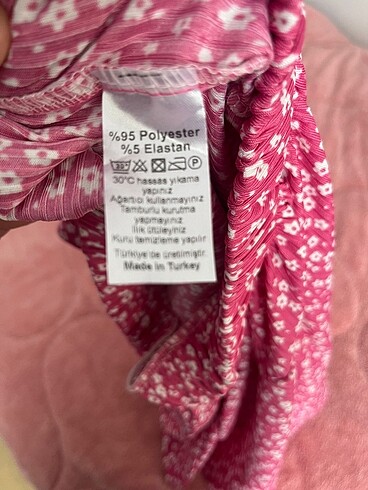 %95 Polyester
%5 Elastan
30°C hassas yıkama
yapınız
Ağartıcı kullanmayınız
Tamburlu kurutma
yapmayınız
Ilık ütüleyiniz
Kuru temizleme yapılır
Türkiye'de üretilmiştir.
Made in Turkey